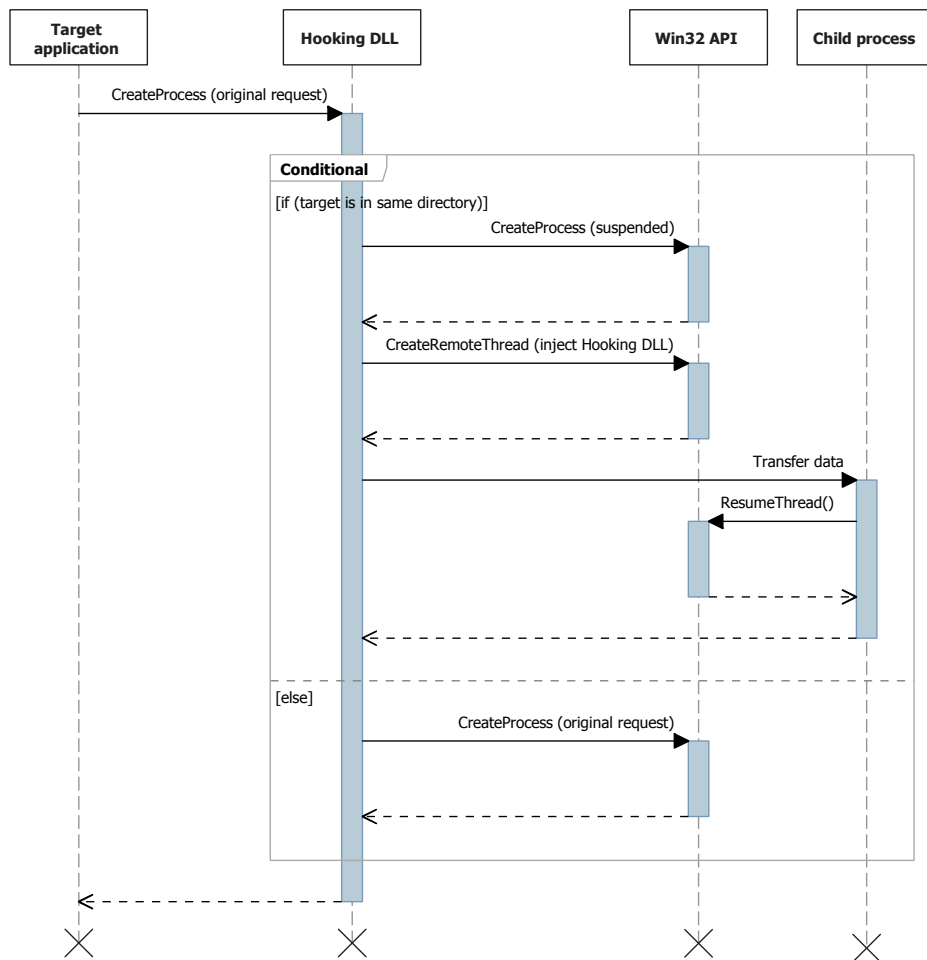 Target
application
Hooking DLL
Win32 API
Child process
CreateProcess (original request)
Conditional
[if (target is in same directory)]
CreateProcess (suspended)
CreateRemoteThread (inject Hooking DLL)
Transfer data
ResumeThread()
[else]
CreateProcess (original request)